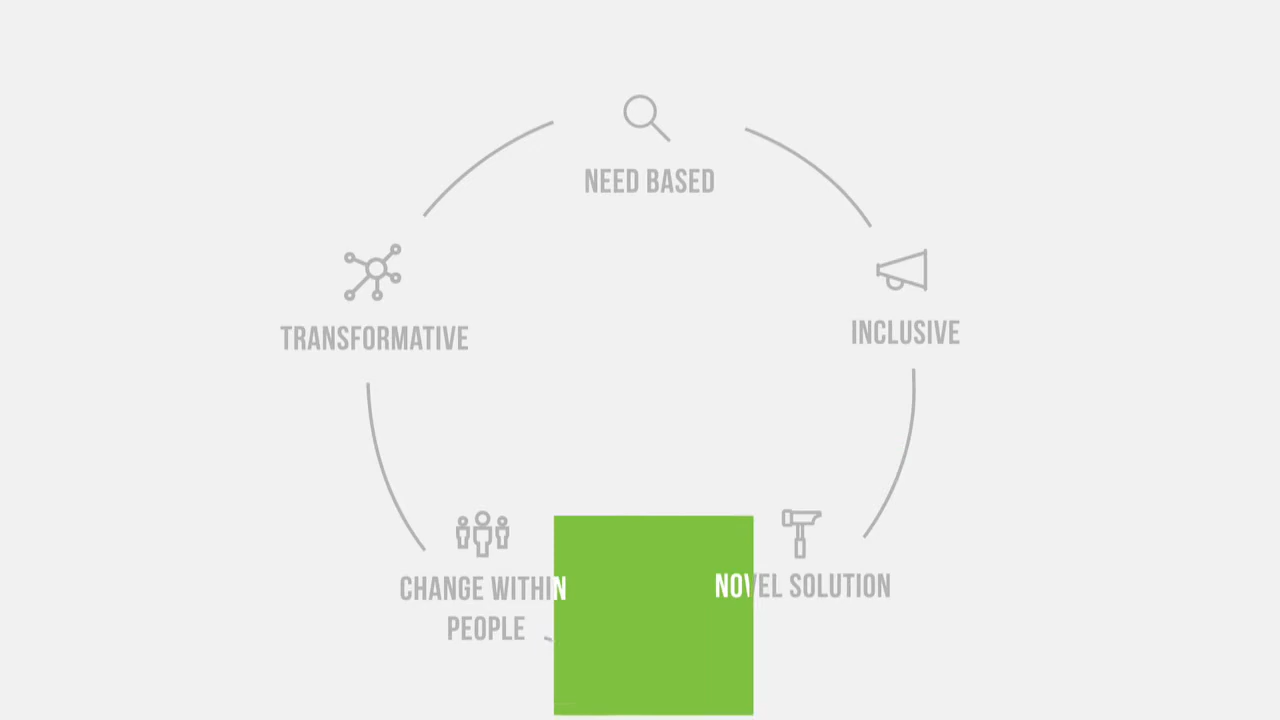 NEED BASED
TRANSFORMATIVE
INCLUSIVE
CHANGE WITHIN
PEOPLE
NOVEL SOLUTION